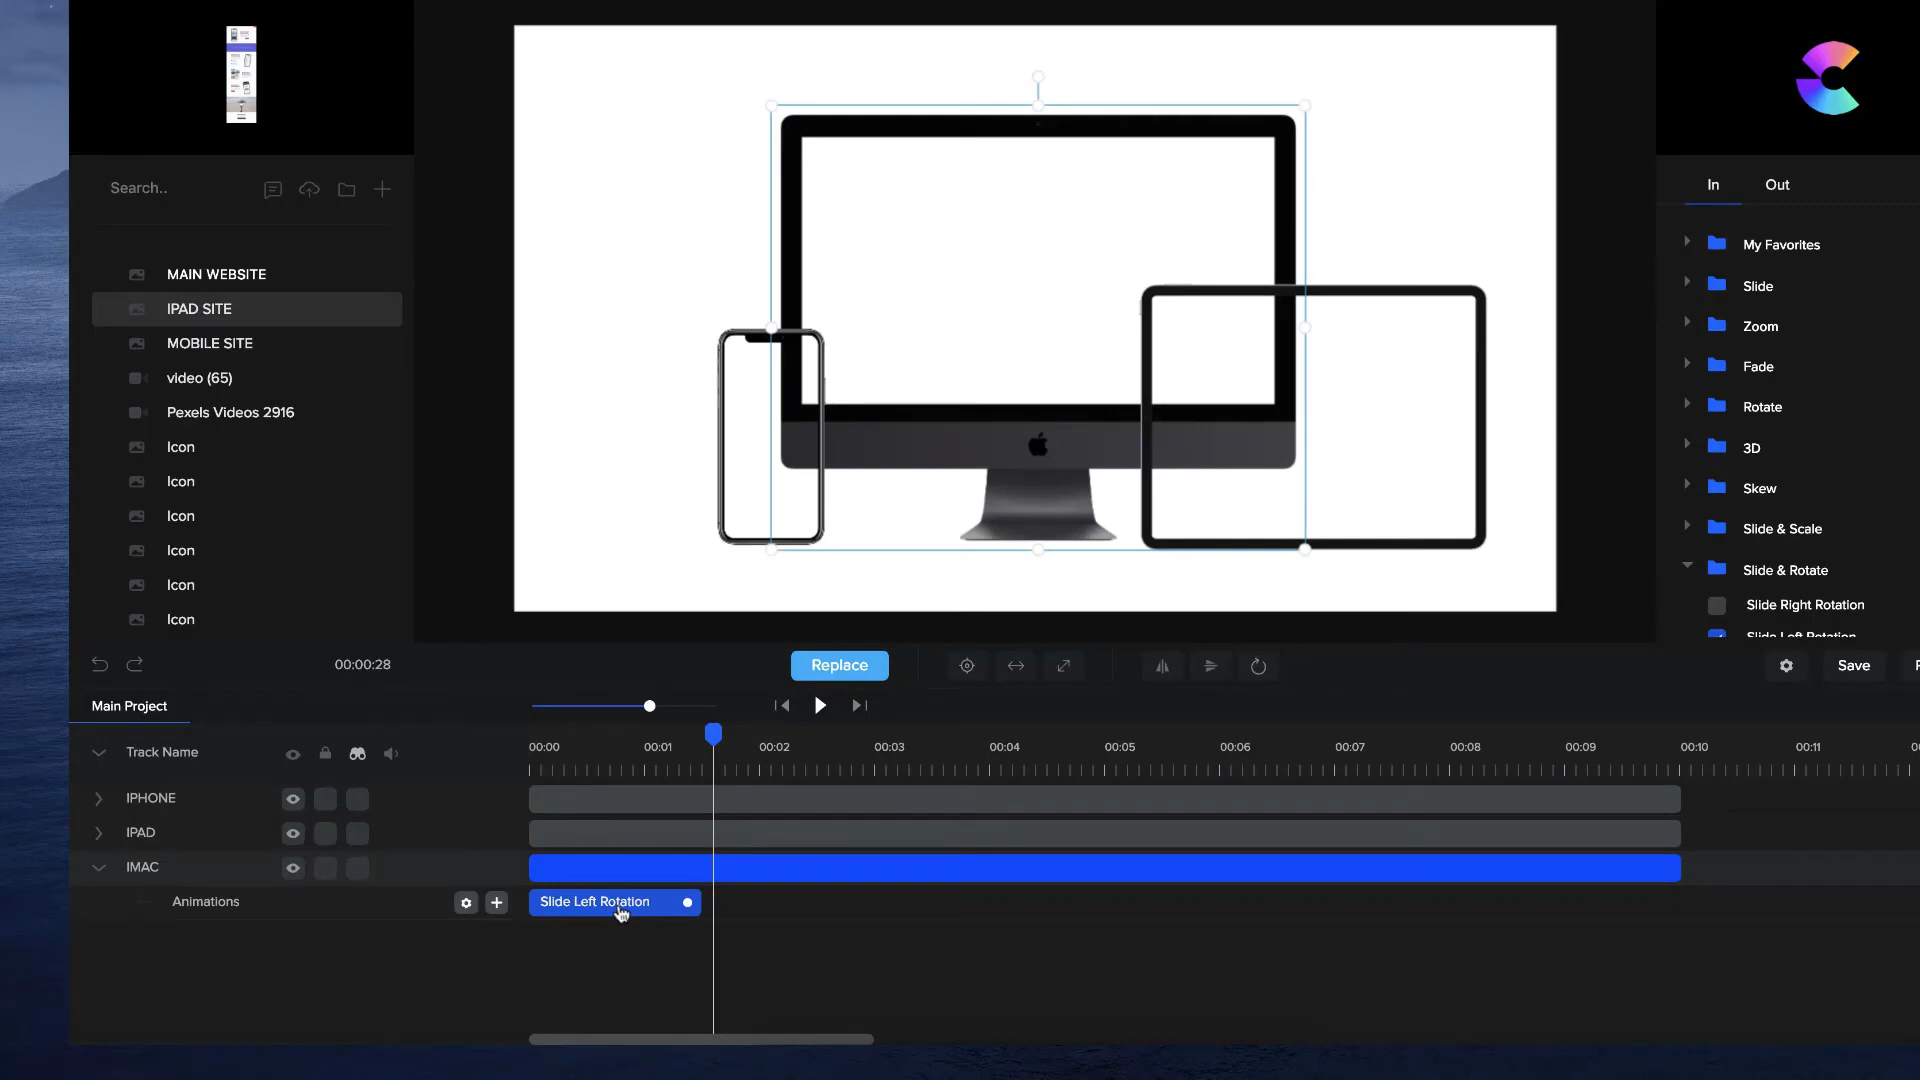 Search..
In
Out
MAIN WEBSITE
IPAD SITE
MOBILE SITE
video (65)
Pexels Videos 2916
Icon
Icon
Icon
Icon
Icon
Icon
My Favorites
Slide
Zoom
Fade
Rotate
3D
Skew
Slide & Scale
Slide & Rotate
Slide Right Rotation
Slide Left Rotation
00:00:28
Replace
Save
Main Project
Track Name
00:00
00:01
00:02
00:03
00:04
00:05
00:06
00:07
00:08
00:09
00:10
00:11
IPHONE
IPAD
IMAC
Animations
Slide Left Rotation